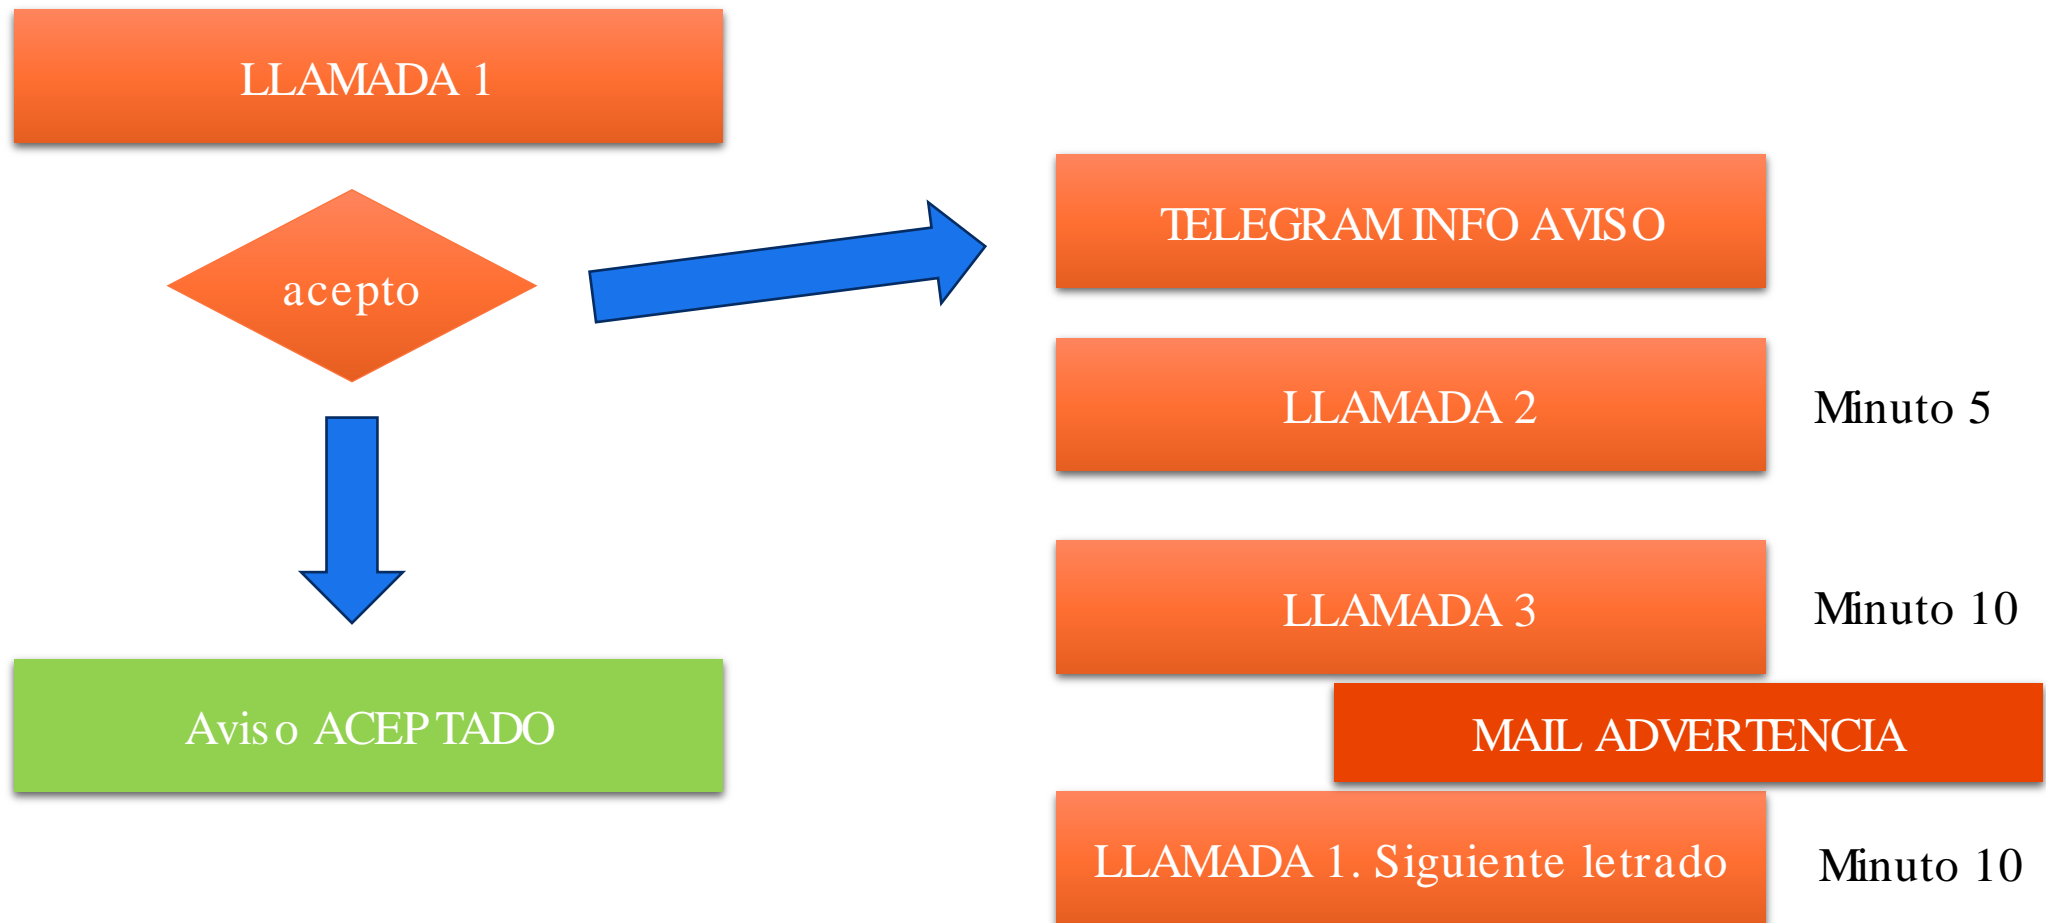 LLAMADA 1
acepto
Aviso ACEPTADO
TELEGRAM INFO AVISO
LLAMADA 2
Minuto 5
LLAMADA 3
Minuto 10
MAIL ADVERTENCIA
LLAMADA 1. Siguiente letrado
Minuto 10